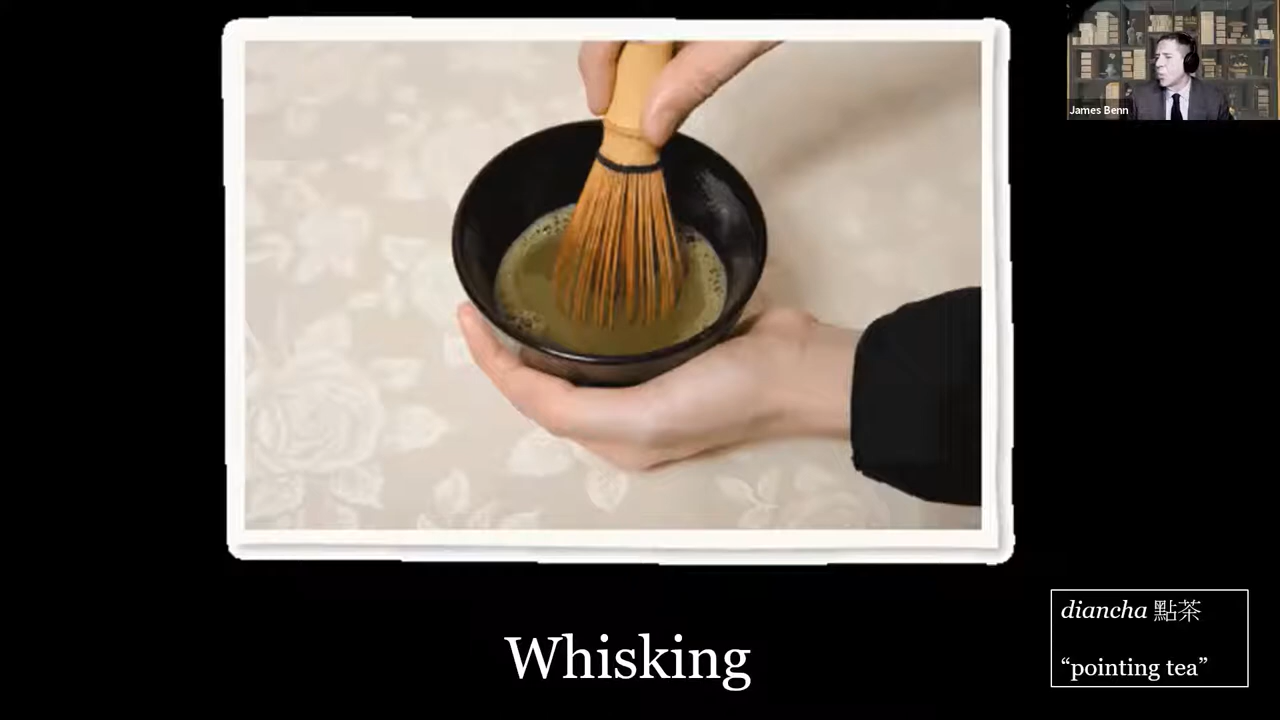 James Benn
Whisking
diancha 點茶
“pointing tea”